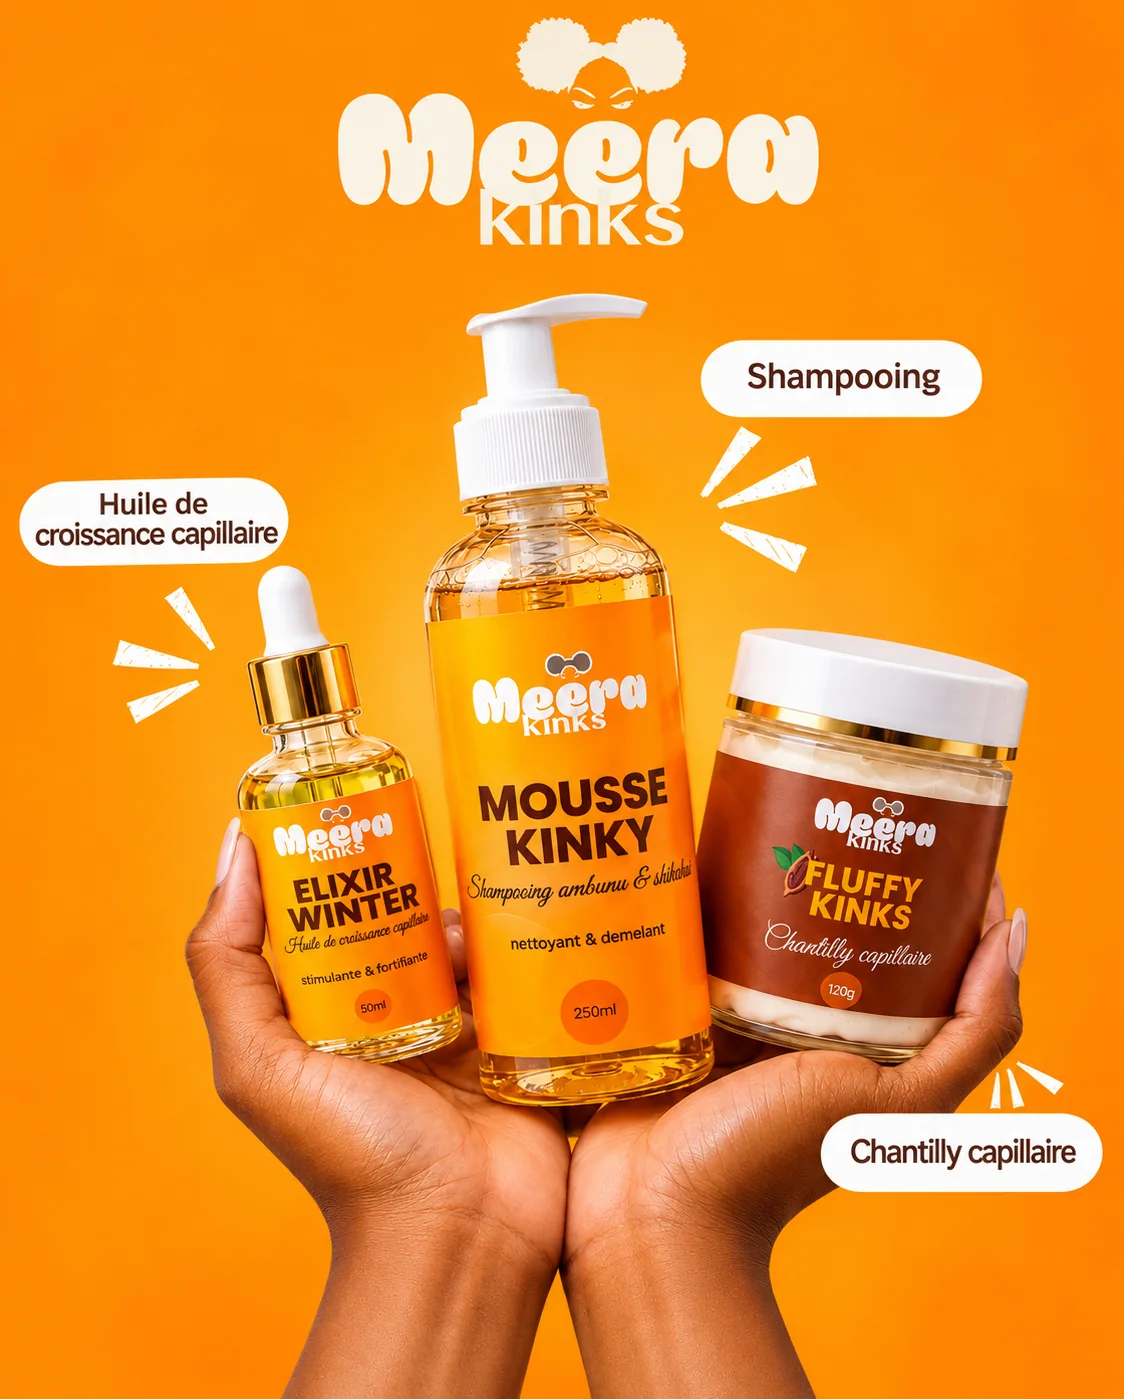 Meera
kinks
Shampooing
Huile de
croissance capillaire
Meera
kinks
MOUSSE
KINKY
Shampooing ambunu & shikakai
nettoyant & demelant
250ml
Meera
kinks
ELIXIR
WINTER
Huile de croissance capillaire
stimulante & fortifiante
50ml
Meera
kinks
FLUFFY
KINKS
Chantilly capillaire
120g
Chantilly capillaire